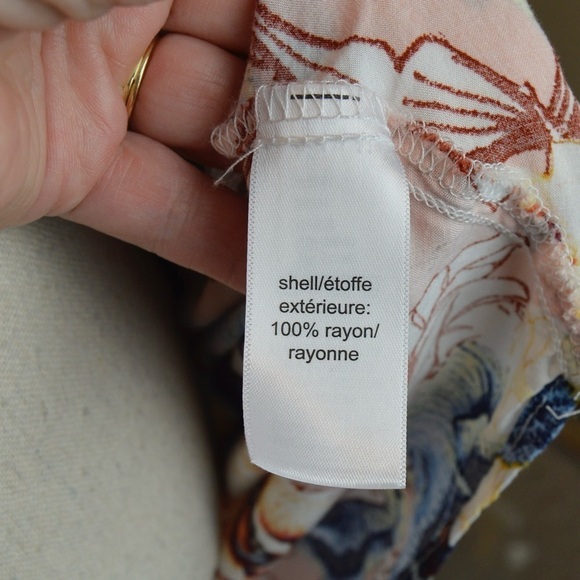 shell/étoffe
extérieure:
100% rayon/
rayonne